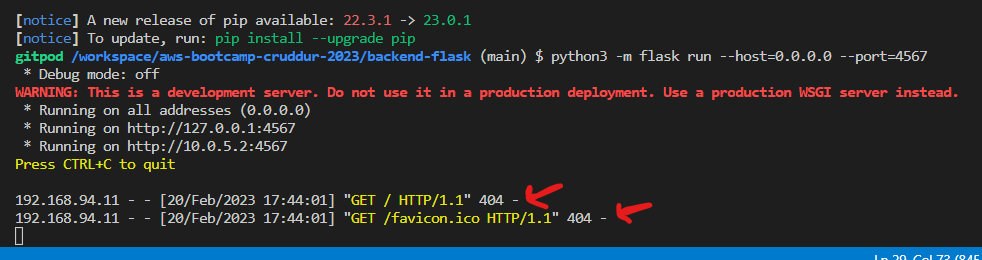 [notice] A new release of pip available: 22.3.1 -> 23.0.1
[notice] To update, run: pip install --upgrade pip
gitpod /workspace/aws-bootcamp-cruddur-2023/backend-flask (main) $ python3 -m flask run --host=0.0.0.0 --port=4567
 * Debug mode: off
WARNING: This is a development server. Do not use it in a production deployment. Use a production WSGI server instead.
 * Running on all addresses (0.0.0.0)
 * Running on http://127.0.0.1:4567
 * Running on http://10.0.5.2:4567
Press CTRL+C to quit
192.168.94.11 - - [20/Feb/2023 17:44:01] "GET / HTTP/1.1" 404 -
192.168.94.11 - - [20/Feb/2023 17:44:01] "GET /favicon.ico HTTP/1.1" 404 -